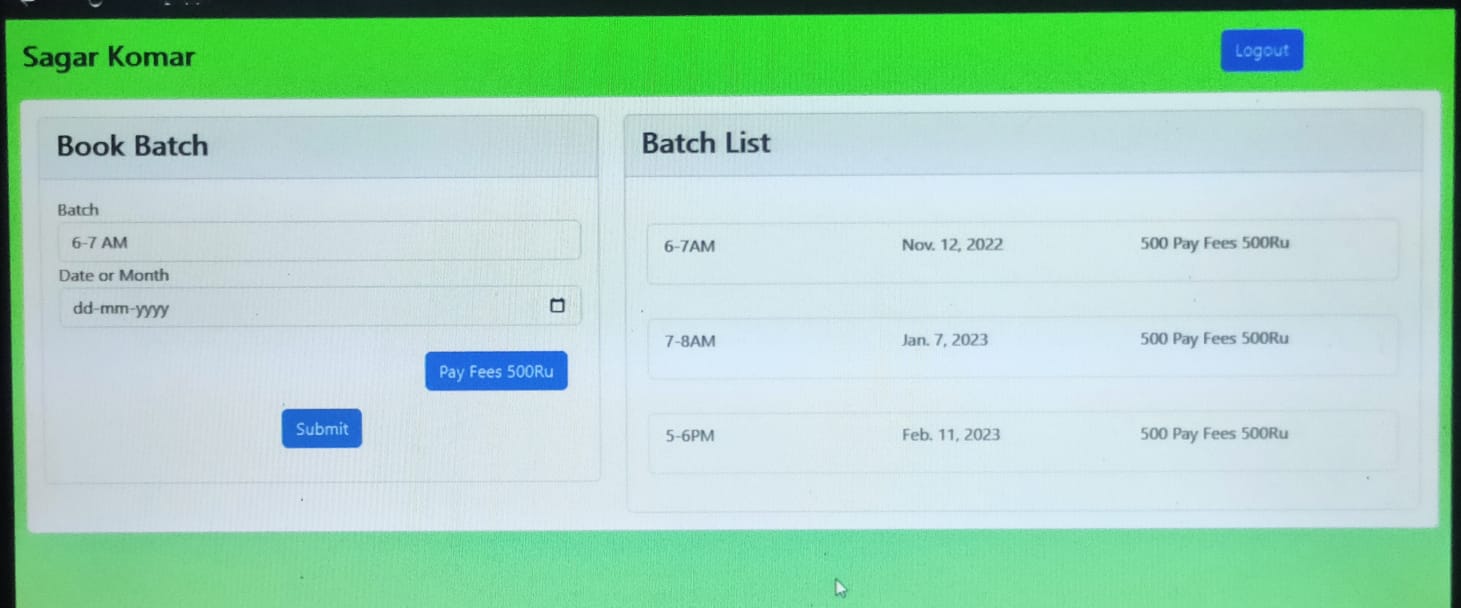 Sagar Komar
Logout
Book Batch
Batch
6-7 AM
Date or Month
dd-mm-yyyy
Pay Fees 500Ru
Submit
Batch List
6-7AM Nov. 12, 2022 500 Pay Fees 500Ru
7-8AM Jan. 7, 2023 500 Pay Fees 500Ru
5-6PM Feb. 11, 2023 500 Pay Fees 500Ru